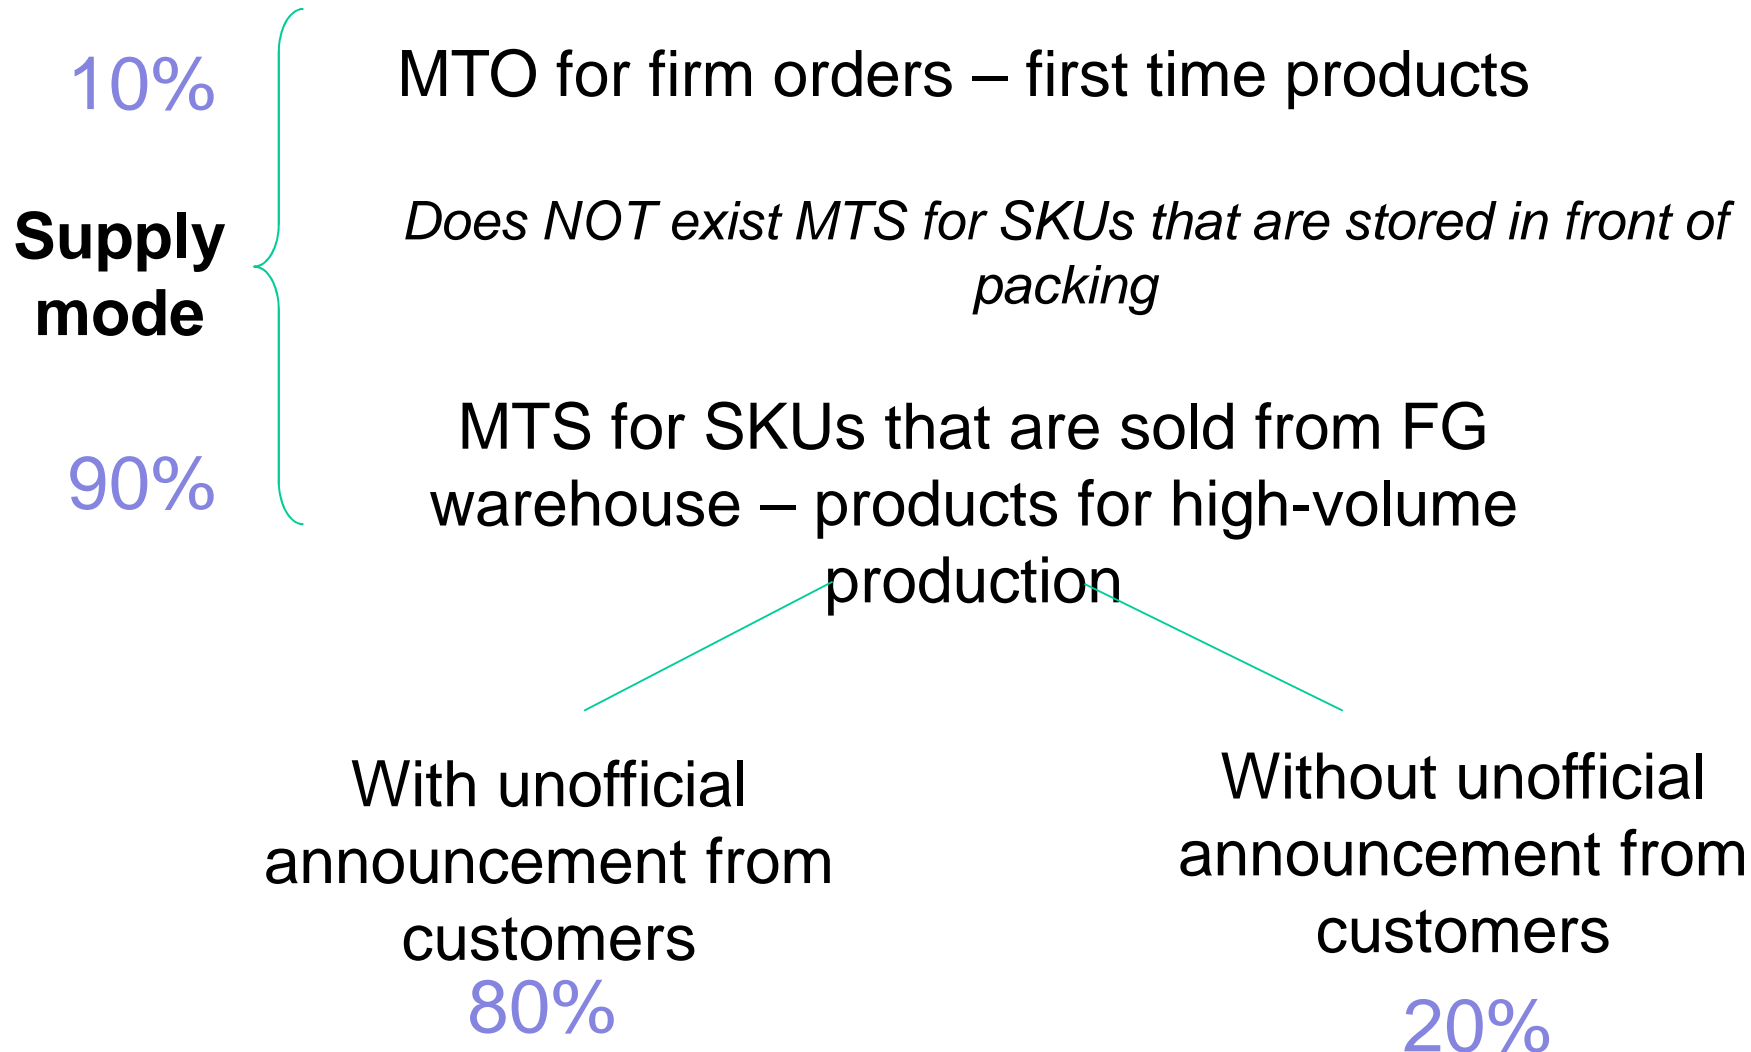 10%
MTO for firm orders – first time products
Supply
mode
Does NOT exist MTS for SKUs that are stored in front of
packing
90%
MTS for SKUs that are sold from FG
warehouse – products for high-volume
production
With unofficial
announcement from
customers
80%
Without unofficial
announcement from
customers
20%